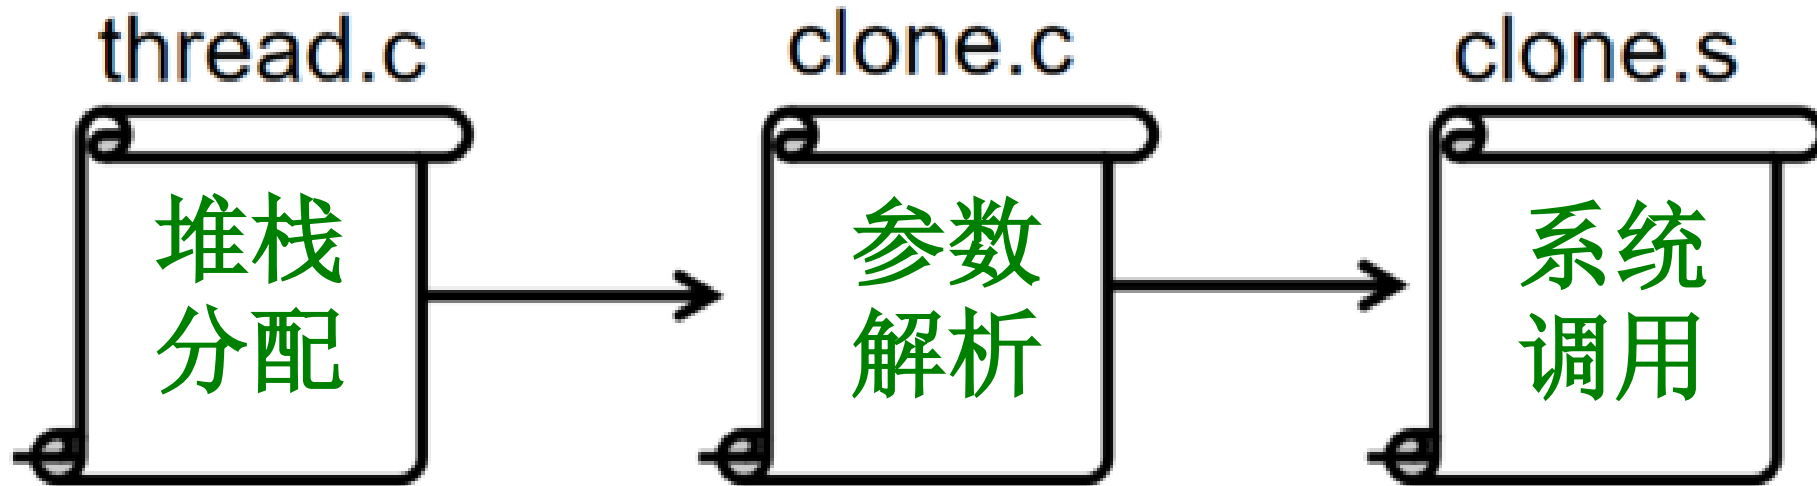 thread.c
堆栈
分配
clone.c
参数
解析
clone.s
系统
调用